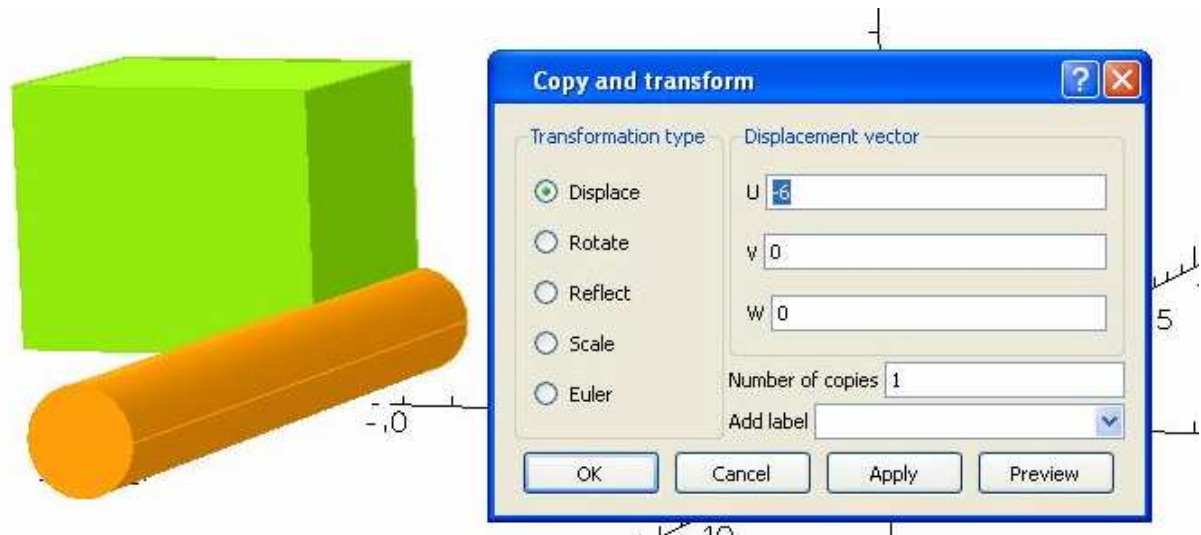 Copy and transform
Transformation type
Displace
Rotate
Reflect
Scale
Euler
Displacement vector
U -6
V 0
W 0
Number of copies 1
Add label
OK Cancel Apply Preview
5